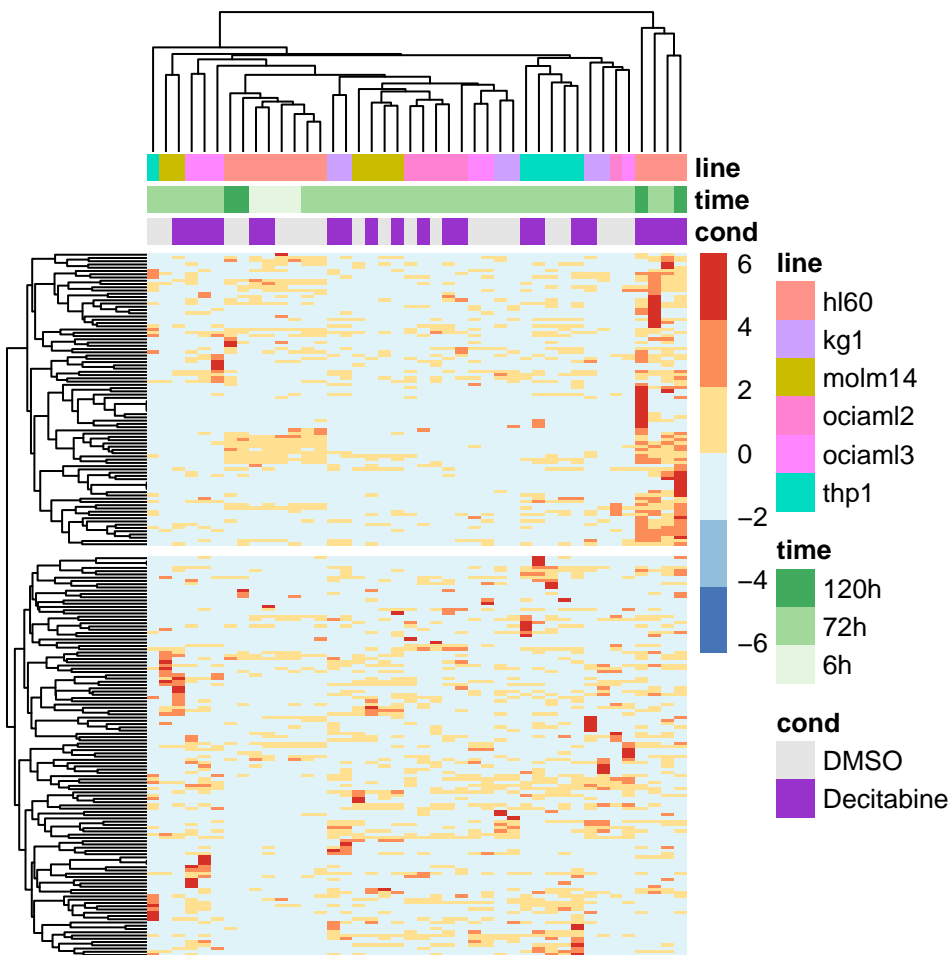 line
time
cond
6
4
2
0
−2
−4
−6
line
hl60
kg1
molm14
ociaml2
ociaml3
thp1
time
120h
72h
6h
cond
DMSO
Decitabine